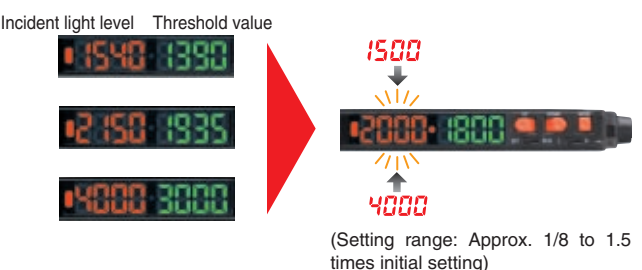 Incident light level Threshold value
1540 1390
2150 1935
4000 3000
1500
2000 1800
4000
(Setting range: Approx. 1/8 to 1.5
times initial setting)